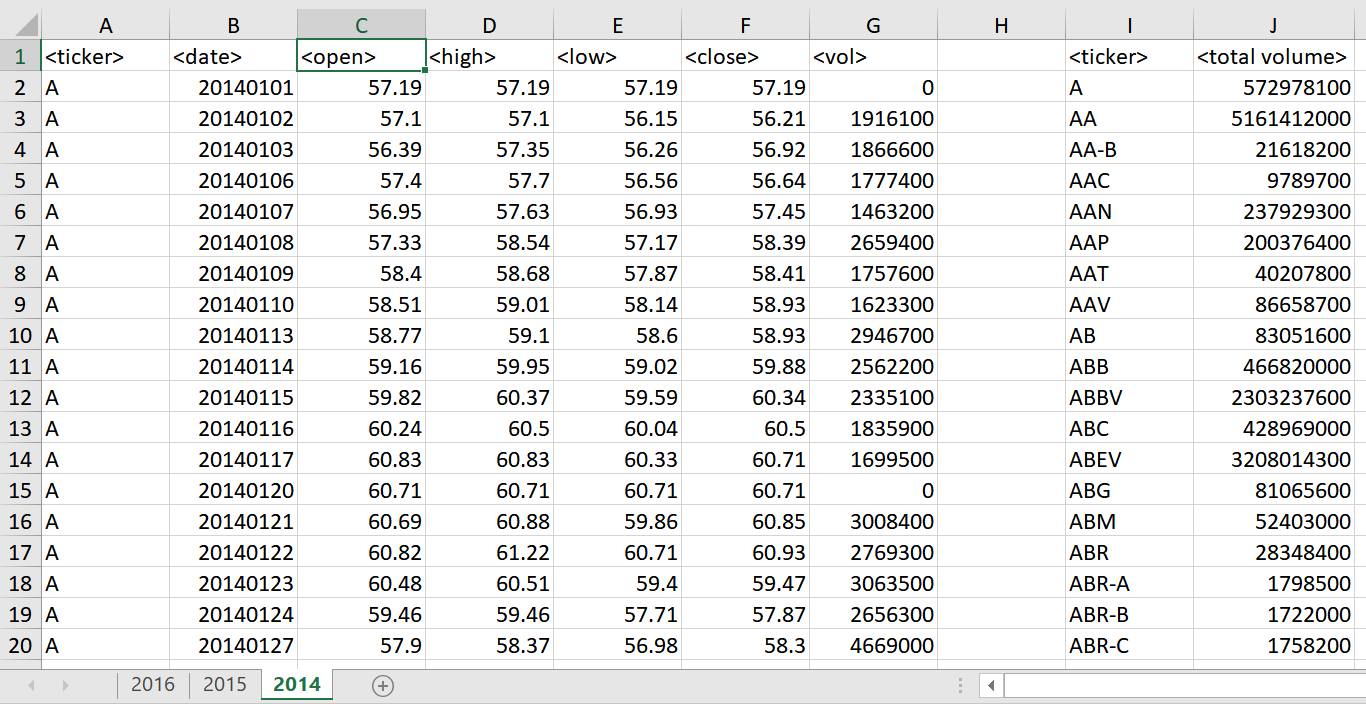 A B C D E F G H I J
1 <ticker> <date> <open> <high> <low> <close> <vol> <ticker> <total volume>
2 A 20140101 57.19 57.19 57.19 57.19 0 A 572978100
3 A 20140102 57.1 57.1 56.15 56.21 1916100 AA 5161412000
4 A 20140103 56.39 57.35 56.26 56.92 1866600 AA-B 21618200
5 A 20140106 57.4 57.7 56.56 56.64 1777400 AAC 9789700
6 A 20140107 56.95 57.63 56.93 57.45 1463200 AAN 237929300
7 A 20140108 57.33 58.54 57.17 58.39 2659400 AAP 200376400
8 A 20140109 58.4 58.68 57.87 58.41 1757600 AAT 40207800
9 A 20140110 58.51 59.01 58.14 58.93 1623300 AAV 86658700
10 A 20140113 58.77 59.1 58.6 58.93 2946700 AB 83051600
11 A 20140114 59.16 59.95 59.02 59.88 2562200 ABB 466820000
12 A 20140115 59.82 60.37 59.59 60.34 2335100 ABBV 2303237600
13 A 20140116 60.24 60.5 60.04 60.5 1835900 ABC 428969000
14 A 20140117 60.83 60.83 60.33 60.71 1699500 ABEV 3208014300
15 A 20140120 60.71 60.71 60.71 60.71 0 ABG 81065600
16 A 20140121 60.69 60.88 59.86 60.85 3008400 ABM 52403000
17 A 20140122 60.82 61.22 60.71 60.93 2769300 ABR 28348400
18 A 20140123 60.48 60.51 59.4 59.47 3063500 ABR-A 1798500
19 A 20140124 59.46 59.46 57.71 57.87 2656300 ABR-B 1722000
20 A 20140127 57.9 58.37 56.98 58.3 4669000 ABR-C 1758200
2016 2015 2014